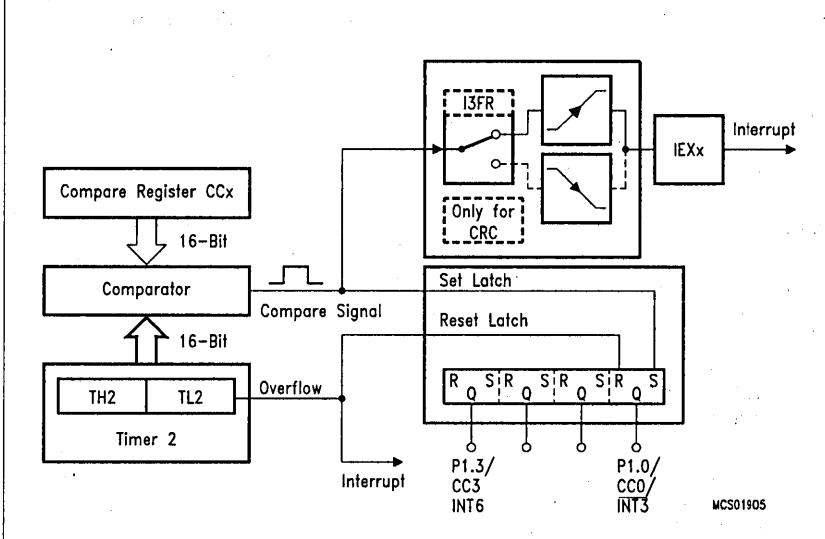 I3FR
Only for
CRC
IEXx
Interrupt
Compare Register CCx
16-Bit
Comparator
Compare Signal
16-Bit
TH2 TL2
Timer 2
Overflow
Interrupt
Set Latch
Reset Latch
R S R S R S R S
Q Q Q Q
P1.3/
CC3
INT6
P1.0/
CC0/
INT3
MCS01905